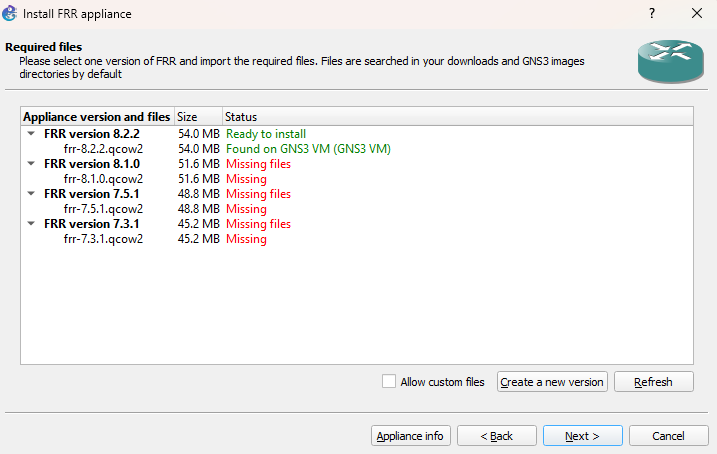 Install FRR appliance
?
Required files
Please select one version of FRR and import the required files. Files are searched in your downloads and GNS3 images
directories by default
Appliance version and files Size Status
FRR version 8.2.2 54.0 MB Ready to install
frr-8.2.2.qcow2 54.0 MB Found on GNS3 VM (GNS3 VM)
FRR version 8.1.0 51.6 MB Missing files
frr-8.1.0.qcow2 51.6 MB Missing
FRR version 7.5.1 48.8 MB Missing files
frr-7.5.1.qcow2 48.8 MB Missing
FRR version 7.3.1 45.2 MB Missing files
frr-7.3.1.qcow2 45.2 MB Missing
Allow custom files Create a new version Refresh
Appliance info < Back Next > Cancel